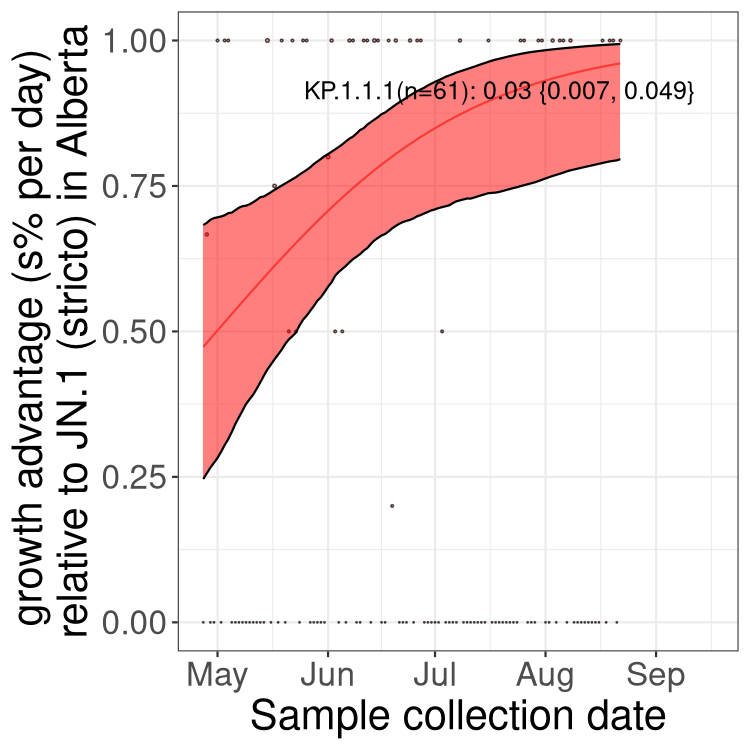 growth advantage (s% per day)
relative to JN.1 (stricto) in Alberta
1.00
0.75
0.50
0.25
0.00
KP.1.1.1(n=61): 0.03 {0.007, 0.049}
May Jun Jul Aug Sep
Sample collection date